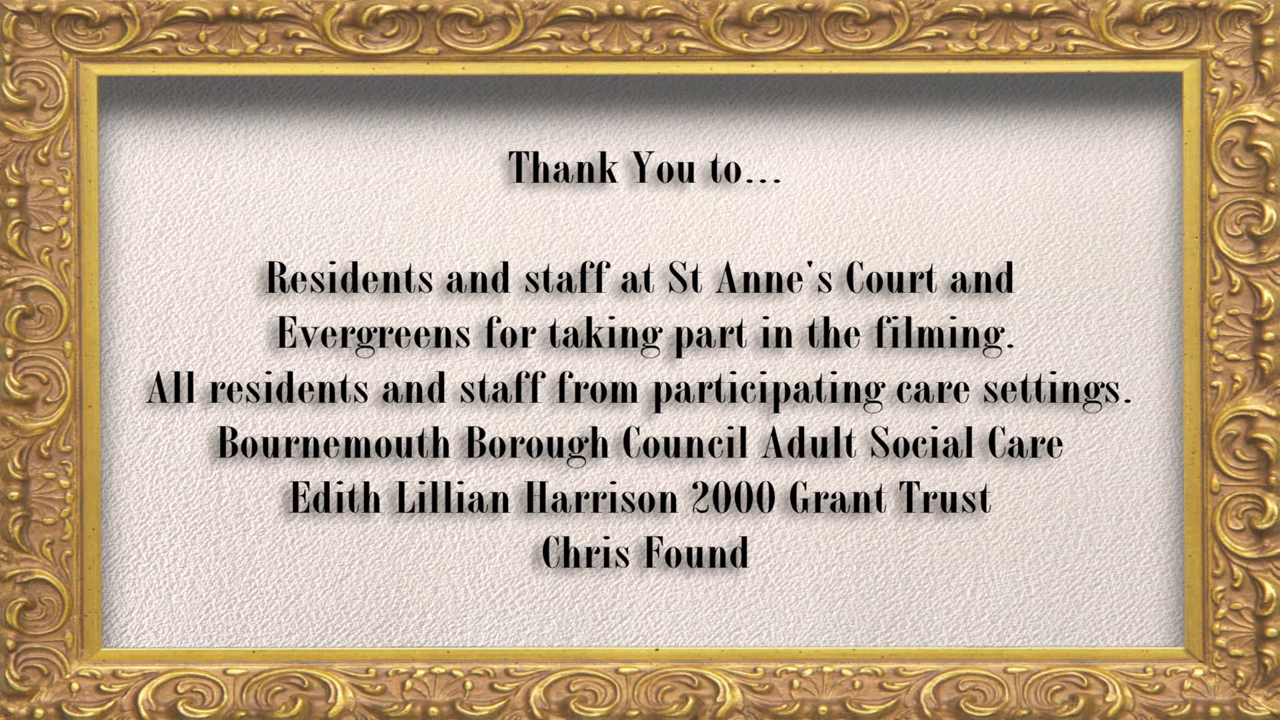 Thank You to...
Residents and staff at St Anne's Court and
Evergreens for taking part in the filming.
All residents and staff from participating care settings.
Bournemouth Borough Council Adult Social Care
Edith Lillian Harrison 2000 Grant Trust
Chris Found